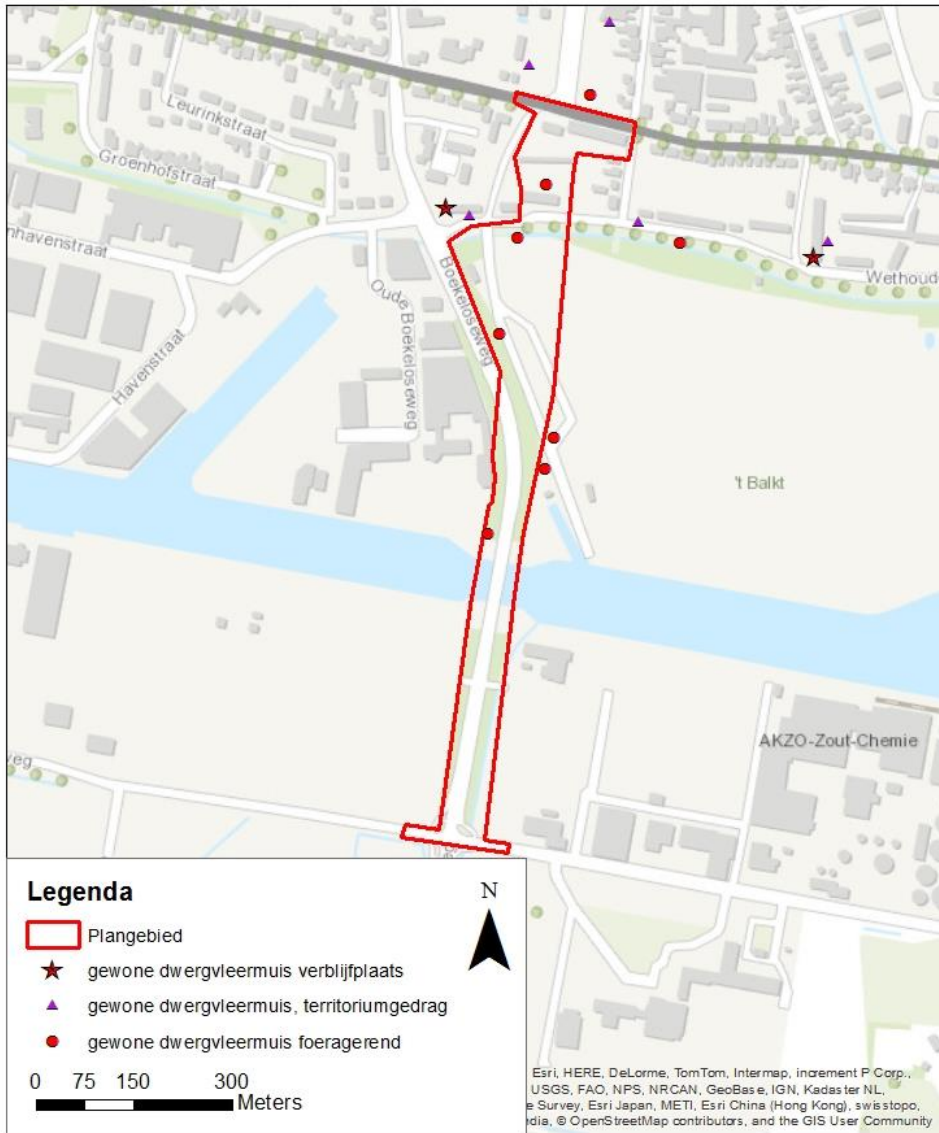 Leurinkstraat
Groenhofstraat
nhavenstraat
Havenstraat
Oude Boekeloseweg
Boekeloseweg
Wethoude
't Balkt
AKZO-Zout-Chemie
weg
Legenda
N
Plangebied
gewone dwergvleermuis verblijfplaats
gewone dwergvleermuis, territoriumgedrag
gewone dwergvleermuis foeragerend
0 75 150 300
Meters
Esri, HERE, DeLorme, TomTom, Intermap, increment P Corp.,
USGS, FAO, NPS, NRCAN, GeoBase, IGN, Kadaster NL,
e Survey, Esri Japan, METI, Esri China (Hong Kong), swisstopo,
edia, © OpenStreetMap contributors, and the GIS User Community